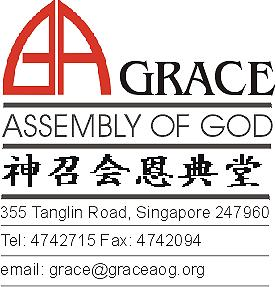 GA GRACE
ASSEMBLY OF GOD
神召会恩典堂
355 Tanglin Road, Singapore 247960
Tel: 4742715 Fax: 4742094
email: grace@graceaog.org